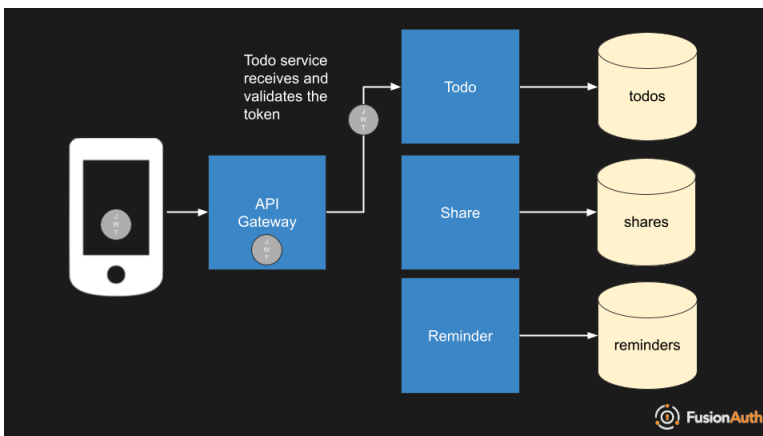 Todo service
receives and
validates the
token
Todo
todos
J
W
T
API
Gateway
J
W
T
J
W
T
Share
shares
Reminder
reminders
FusionAuth